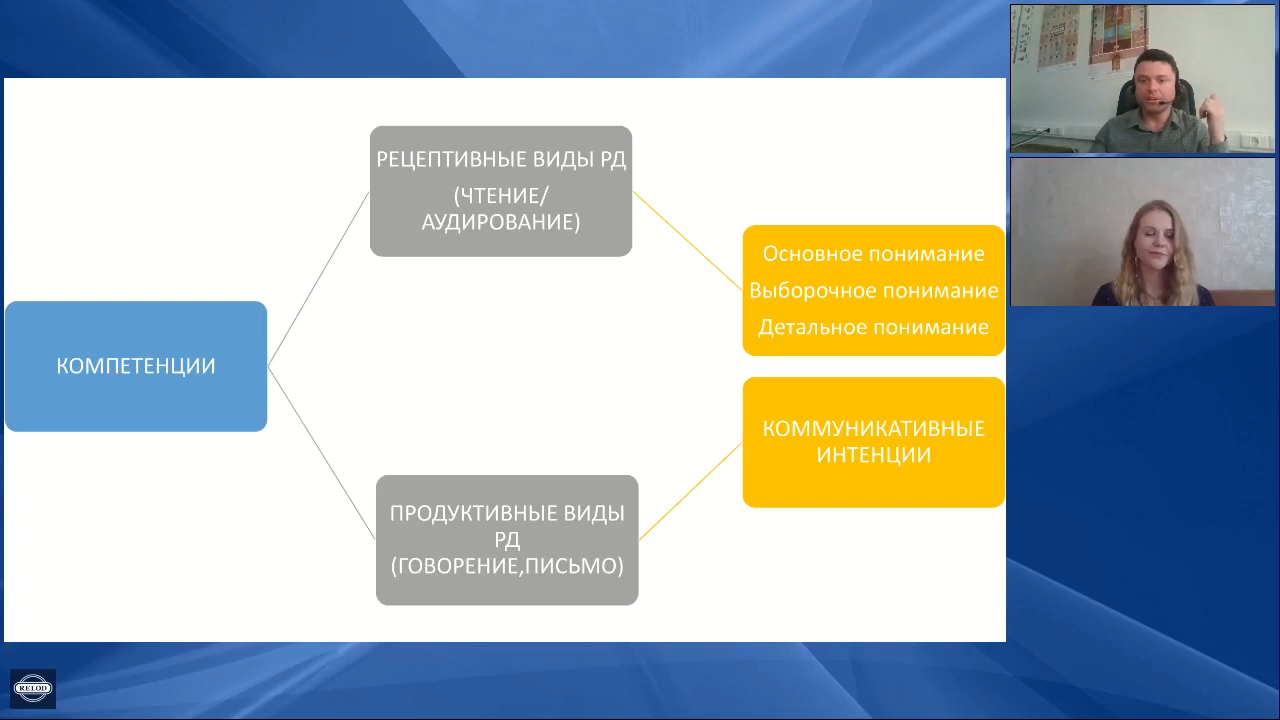 РЕЦЕПТИВНЫЕ ВИДЫ РД
(ЧТЕНИЕ/
АУДИРОВАНИЕ)
Основное понимание
Выборочное понимание
Детальное понимание
КОМПЕТЕНЦИИ
КОММУНИКАТИВНЫЕ
ИНТЕНЦИИ
ПРОДУКТИВНЫЕ ВИДЫ
РД
(ГОВОРЕНИЕ,ПИСЬМО)
RELOD